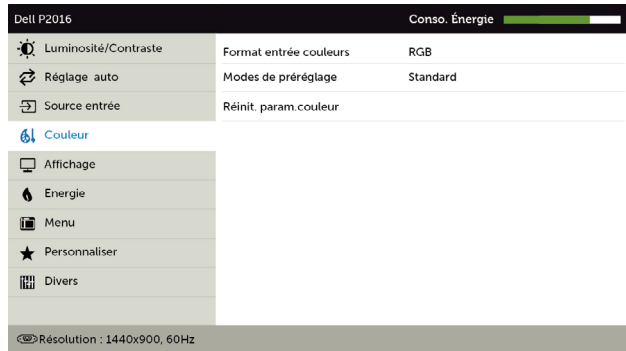 Dell P2016 Conso. Énergie
Luminosité/Contraste
Format entrée couleurs RGB
Réglage auto
Modes de préréglage Standard
Source entrée
Réinit. param.couleur
Couleur
Affichage
Energie
Menu
Personnaliser
Divers
Résolution : 1440x900, 60Hz